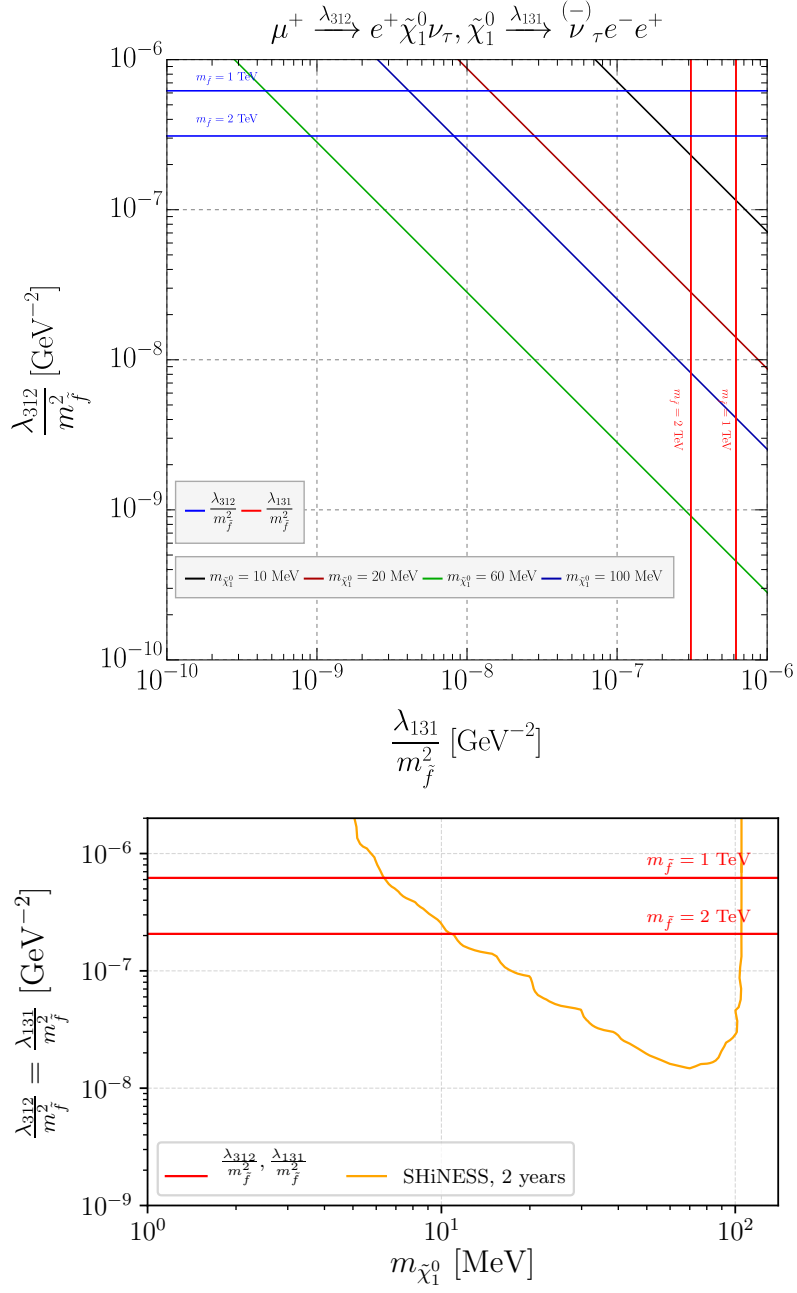 μ⁺ —λ₃₁₂→ e⁺ χ̃₁⁰ ν_τ, χ̃₁⁰ —λ₁₃₁→ (−) ν _τ e⁻ e⁺
10⁻⁶
m_f̃ = 1 TeV
m_f̃ = 2 TeV
10⁻⁷
10⁻⁸
10⁻⁹
10⁻¹⁰
λ₃₁₂/m²_f̃ [GeV⁻²]
m_f̃ = 2 TeV
m_f̃ = 1 TeV
λ₃₁₂/m²_f̃ λ₁₃₁/m²_f̃
m_χ̃₁⁰ = 10 MeV m_χ̃₁⁰ = 20 MeV m_χ̃₁⁰ = 60 MeV m_χ̃₁⁰ = 100 MeV
10⁻¹⁰ 10⁻⁹ 10⁻⁸ 10⁻⁷ 10⁻⁶
λ₁₃₁/m²_f̃ [GeV⁻²]
10⁻⁶
10⁻⁷
10⁻⁸
10⁻⁹
λ₃₁₂/m²_f̃ = λ₁₃₁/m²_f̃ [GeV⁻²]
m_f̃ = 1 TeV
m_f̃ = 2 TeV
λ₃₁₂/m²_f̃, λ₁₃₁/m²_f̃ SHiNESS, 2 years
10⁰ 10¹ 10²
m_χ̃₁⁰ [MeV]